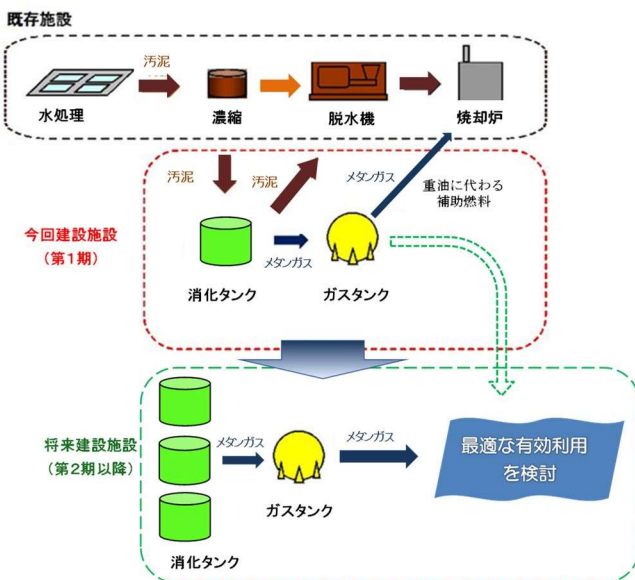 既存施設
汚泥
水処理
濃縮
脱水機
焼却炉
汚泥
汚泥
メタンガス
重油に代わる
補助燃料
今回建設施設
（第1期）
メタンガス
消化タンク
ガスタンク
将来建設施設
（第2期以降）
メタンガス
メタンガス
最適な有効利用
を検討
ガスタンク
消化タンク